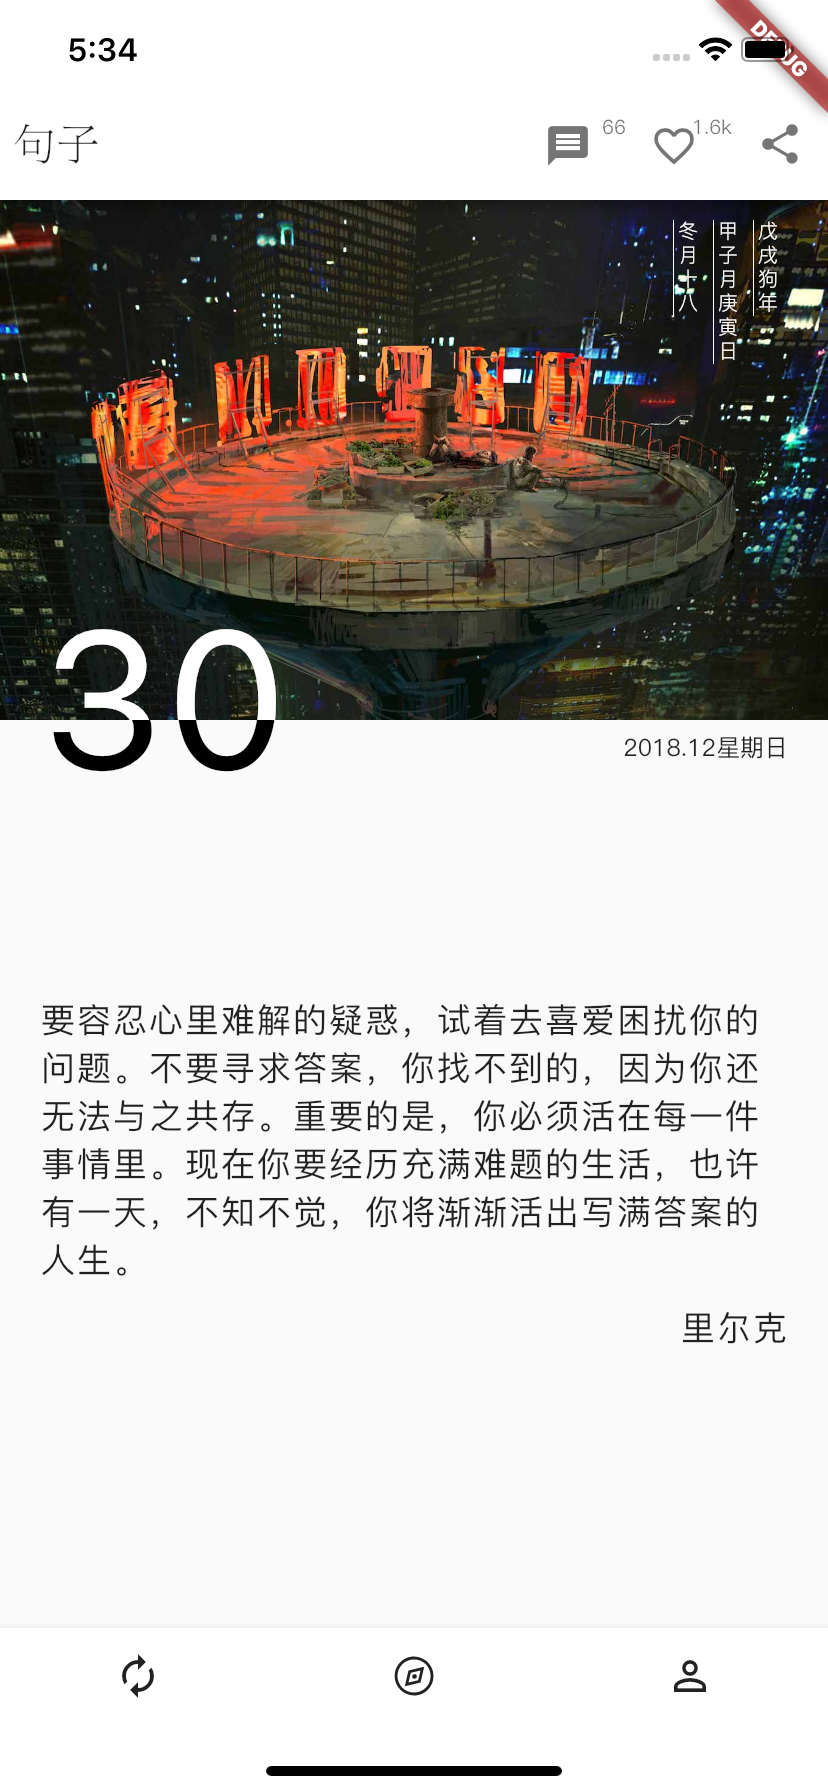 5:34
DEBUG
句子
66
1.6k
戊戌狗年
甲子月庚寅日
冬月十八
30
2018.12星期日
要容忍心里难解的疑惑，试着去喜爱困扰你的
问题。不要寻求答案，你找不到的，因为你还
无法与之共存。重要的是，你必须活在每一件
事情里。现在你要经历充满难题的生活，也许
有一天，不知不觉，你将渐渐活出写满答案的
人生。
里尔克